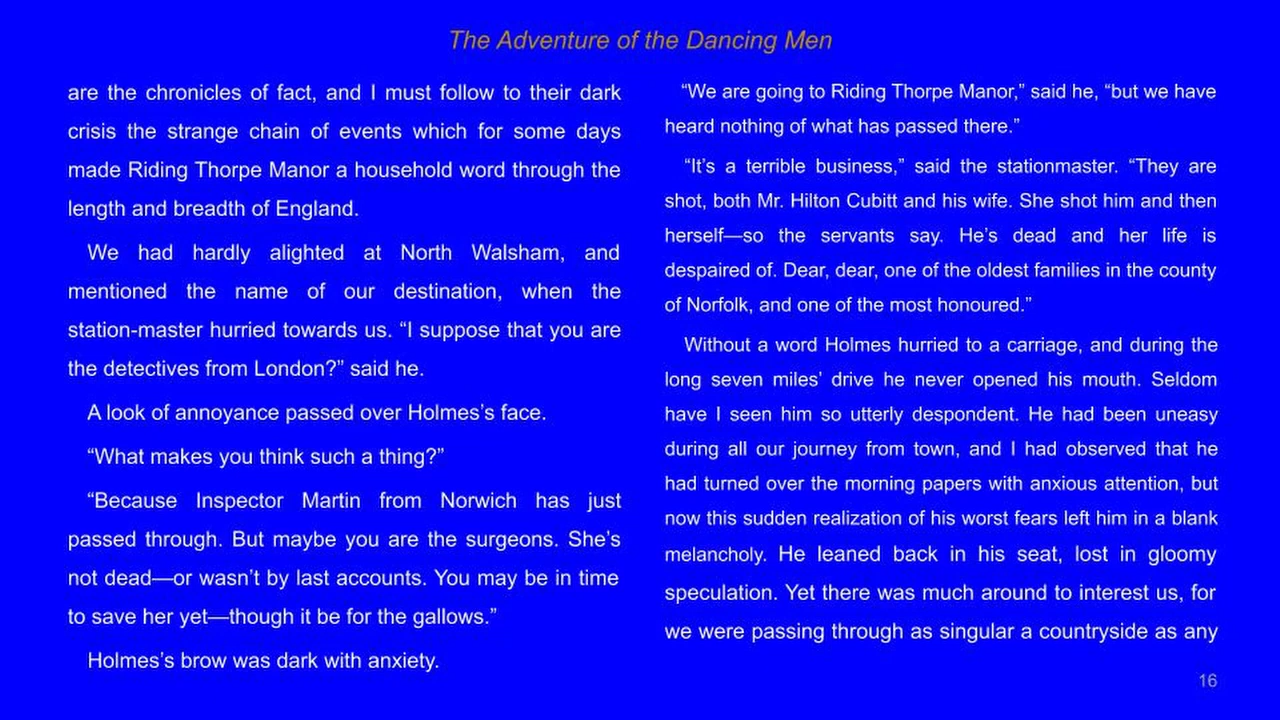 The Adventure of the Dancing Men
are the chronicles of fact, and I must follow to their dark
crisis the strange chain of events which for some days
made Riding Thorpe Manor a household word through the
length and breadth of England.
We had hardly alighted at North Walsham, and
mentioned the name of our destination, when the
station-master hurried towards us. “I suppose that you are
the detectives from London?” said he.
A look of annoyance passed over Holmes’s face.
“What makes you think such a thing?”
“Because Inspector Martin from Norwich has just
passed through. But maybe you are the surgeons. She’s
not dead—or wasn’t by last accounts. You may be in time
to save her yet—though it be for the gallows.”
Holmes’s brow was dark with anxiety.
“We are going to Riding Thorpe Manor,” said he, “but we have
heard nothing of what has passed there.”
“It’s a terrible business,” said the stationmaster. “They are
shot, both Mr. Hilton Cubitt and his wife. She shot him and then
herself—so the servants say. He’s dead and her life is
despaired of. Dear, dear, one of the oldest families in the county
of Norfolk, and one of the most honoured.”
Without a word Holmes hurried to a carriage, and during the
long seven miles’ drive he never opened his mouth. Seldom
have I seen him so utterly despondent. He had been uneasy
during all our journey from town, and I had observed that he
had turned over the morning papers with anxious attention, but
now this sudden realization of his worst fears left him in a blank
melancholy. He leaned back in his seat, lost in gloomy
speculation. Yet there was much around to interest us, for
we were passing through as singular a countryside as any
16